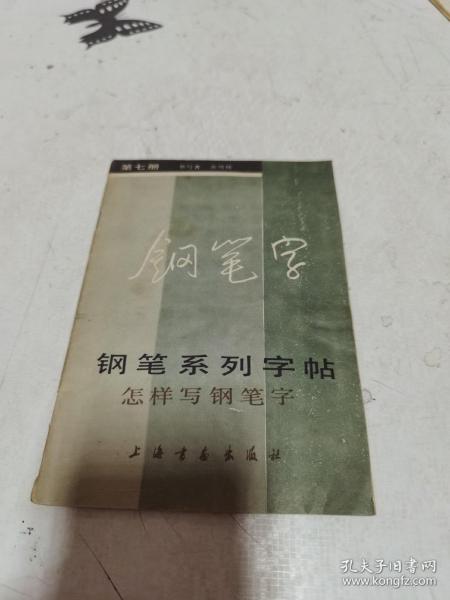 第七册
钢笔字
钢笔系列字帖
怎样写钢笔字
上海书画出版社
孔夫子旧书网
www.kongfz.com